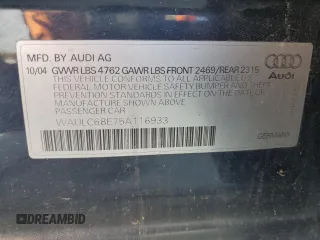 MFD. BY AUDI AG
10/04 GVWR LBS 4762 GAWR LBS FRONT 2469/REAR 2315
THIS VEHICLE CONFORMS TO ALL APPLICABLE
FEDERAL MOTOR VEHICLE SAFETY BUMPER AND
THEFT PREVENTION STANDARDS IN EFFECT ON THE
DATE OF MANUFACTURE SHOWN ABOVE.
PASSENGER CAR
Audi
WAULC68E75A116933
GERMANY
DREAMBID